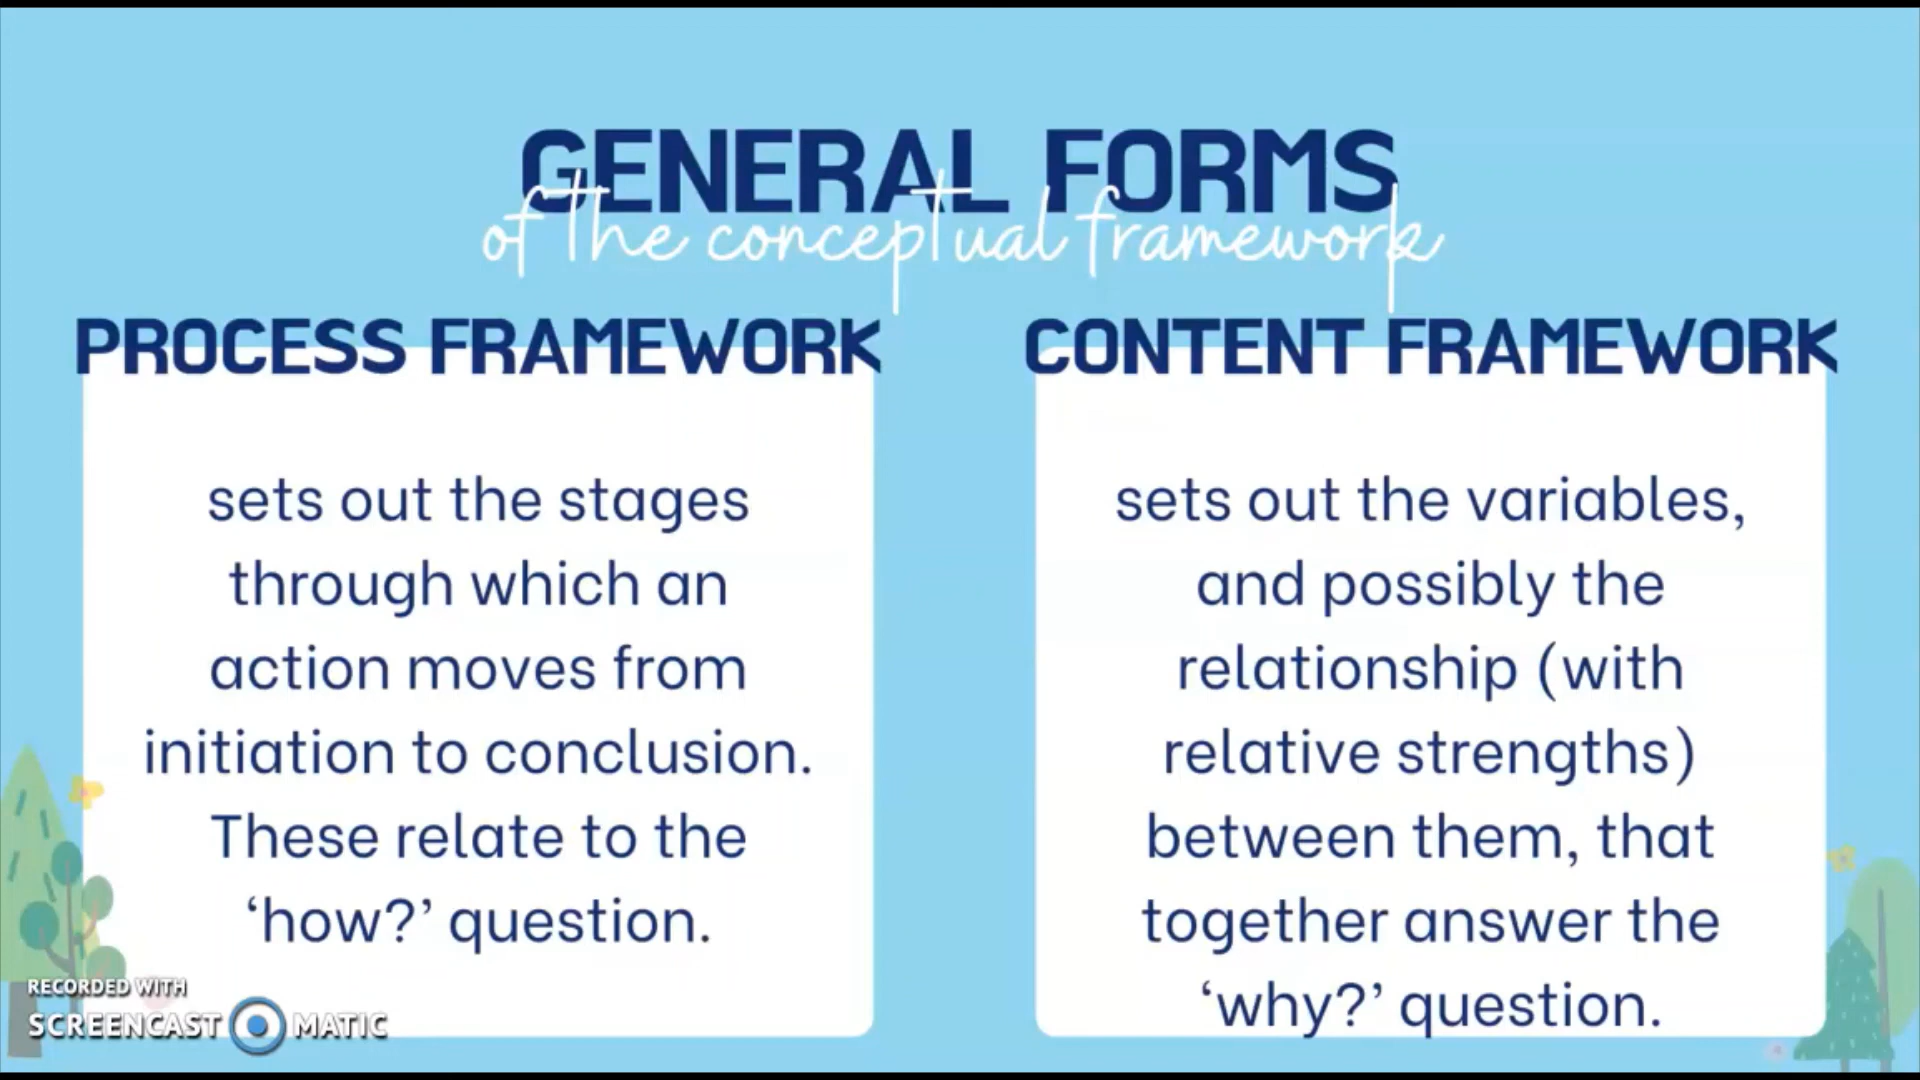 GENERAL FORMS
of the conceptual framework
PROCESS FRAMEWORK
sets out the stages
through which an
action moves from
initiation to conclusion.
These relate to the
‘how?’ question.
CONTENT FRAMEWORK
sets out the variables,
and possibly the
relationship (with
relative strengths)
between them, that
together answer the
‘why?’ question.
RECORDED WITH
SCREENCAST MATIC